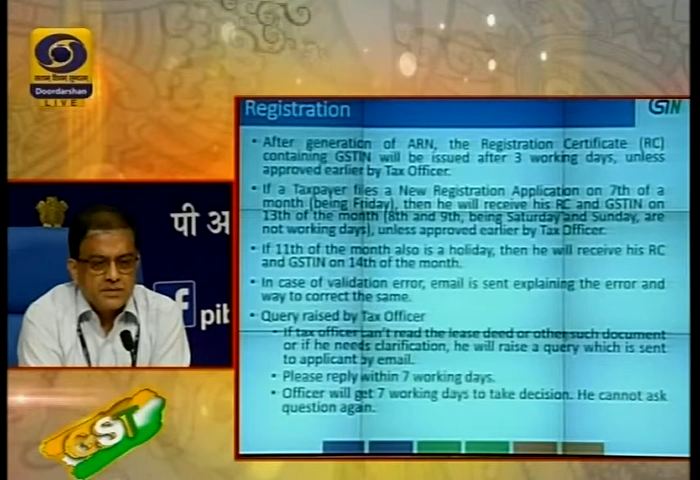 सत्यम् शिवम् सुन्दरम्
Doordarshan
LIVE
Registration
GSTN
• After generation of ARN, the Registration Certificate (RC)
containing GSTIN will be issued after 3 working days, unless
approved earlier by Tax Officer.
• If a Taxpayer files a New Registration Application on 7th of a
month (being Friday), then he will receive his RC and GSTIN on
13th of the month (8th and 9th, being Saturday and Sunday, are
not working days), unless approved earlier by Tax Officer.
• If 11th of the month also is a holiday, then he will receive his RC
and GSTIN on 14th of the month.
• In case of validation error, email is sent explaining the error and
way to correct the same.
• Query raised by Tax Officer
• If tax officer can't read the lease deed or other such document
or if he needs clarification, he will raise a query which is sent
to applicant by email.
• Please reply within 7 working days.
• Officer will get 7 working days to take decision. He cannot ask
question again.
पी अ
f pib
GST